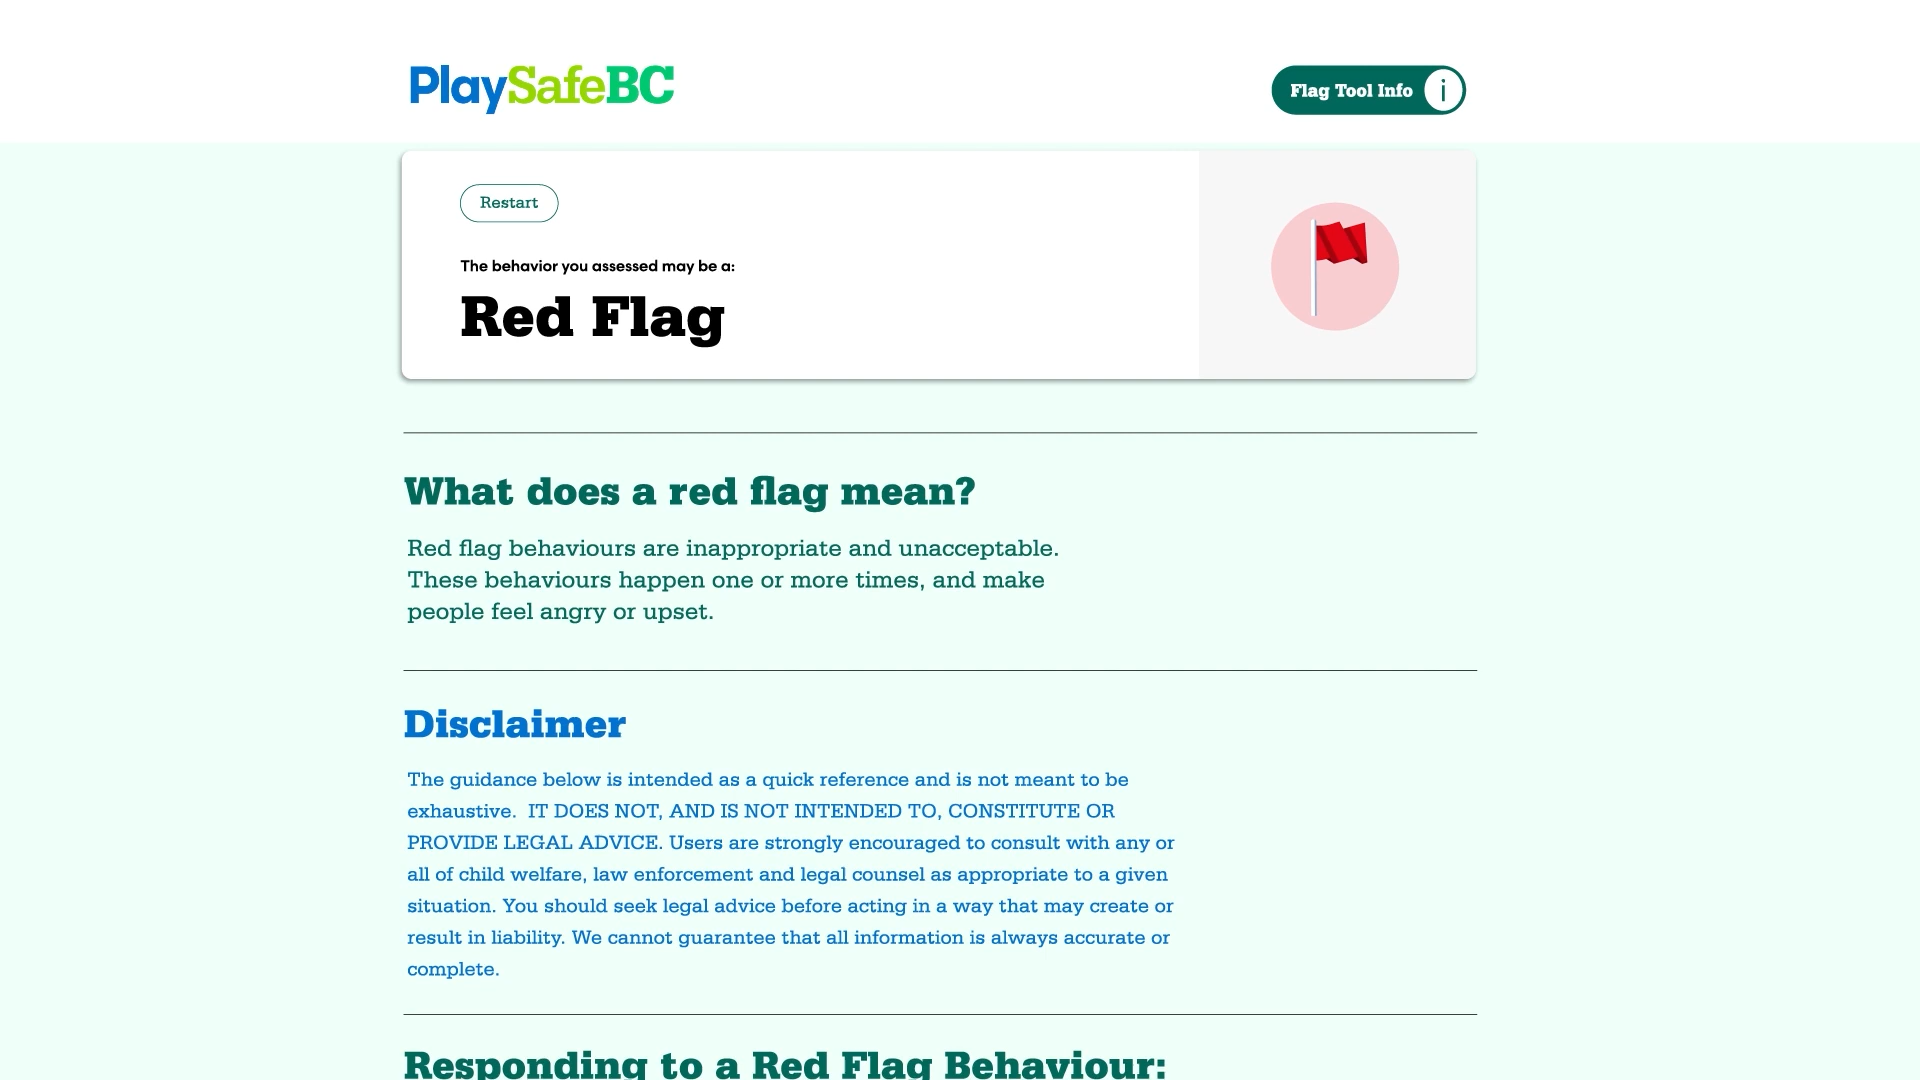 PlaySafeBC
Flag Tool Info i
Restart
The behavior you assessed may be a:
Red Flag
What does a red flag mean?
Red flag behaviours are inappropriate and unacceptable.
These behaviours happen one or more times, and make
people feel angry or upset.
Disclaimer
The guidance below is intended as a quick reference and is not meant to be
exhaustive.  IT DOES NOT, AND IS NOT INTENDED TO, CONSTITUTE OR
PROVIDE LEGAL ADVICE. Users are strongly encouraged to consult with any or
all of child welfare, law enforcement and legal counsel as appropriate to a given
situation. You should seek legal advice before acting in a way that may create or
result in liability. We cannot guarantee that all information is always accurate or
complete.
Responding to a Red Flag Behaviour: